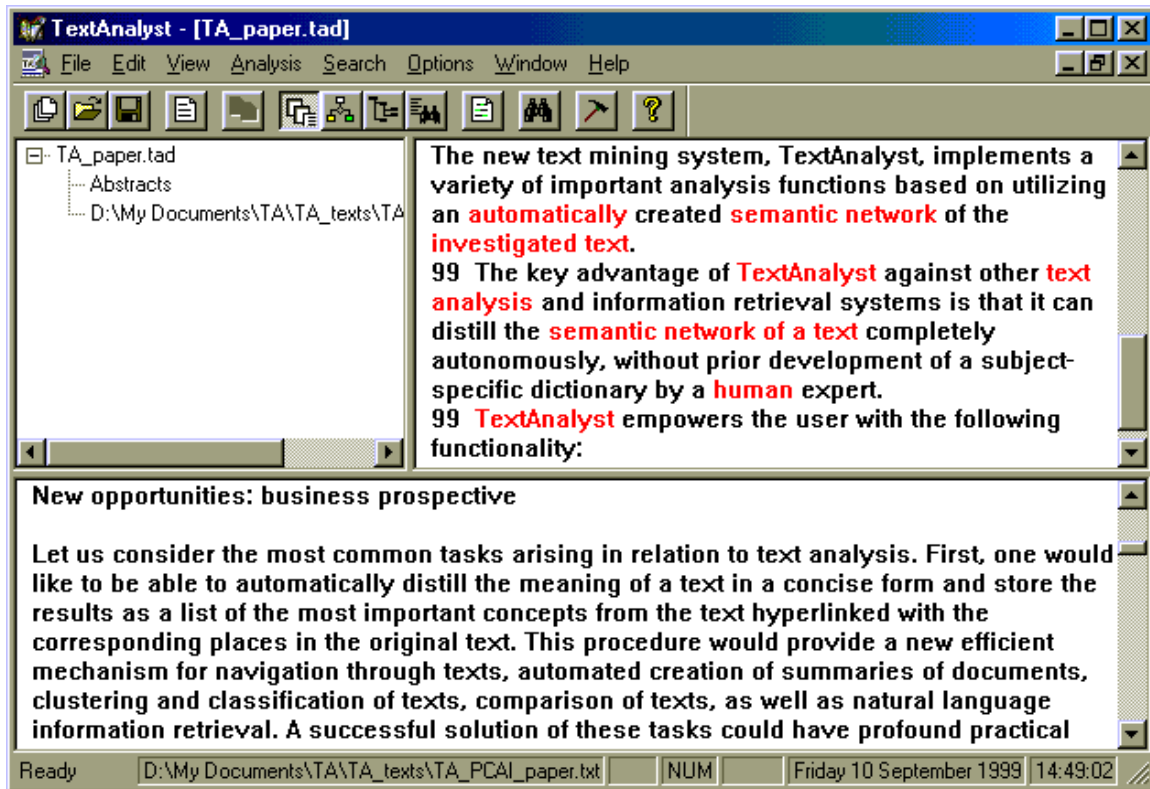 TextAnalyst - [TA_paper.tad]
File Edit View Analysis Search Options Window Help
TA_paper.tad
Abstracts
D:\My Documents\TA\TA_texts\TA
The new text mining system, TextAnalyst, implements a
variety of important analysis functions based on utilizing
an automatically created semantic network of the
investigated text.
99 The key advantage of TextAnalyst against other text
analysis and information retrieval systems is that it can
distill the semantic network of a text completely
autonomously, without prior development of a subject-
specific dictionary by a human expert.
99 TextAnalyst empowers the user with the following
functionality:
New opportunities: business prospective
Let us consider the most common tasks arising in relation to text analysis. First, one would
like to be able to automatically distill the meaning of a text in a concise form and store the
results as a list of the most important concepts from the text hyperlinked with the
corresponding places in the original text. This procedure would provide a new efficient
mechanism for navigation through texts, automated creation of summaries of documents,
clustering and classification of texts, comparison of texts, as well as natural language
information retrieval. A successful solution of these tasks could have profound practical
Ready D:\My Documents\TA\TA_texts\TA_PCAI_paper.txt NUM Friday 10 September 1999 14:49:02